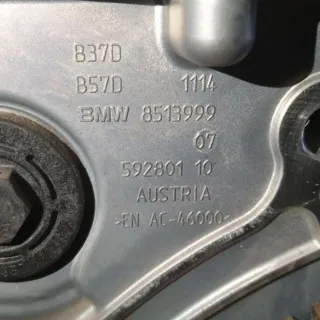 B37D
B57D 1114
BMW 8513999
07
592801 10
AUSTRIA
>EN AC-46000<